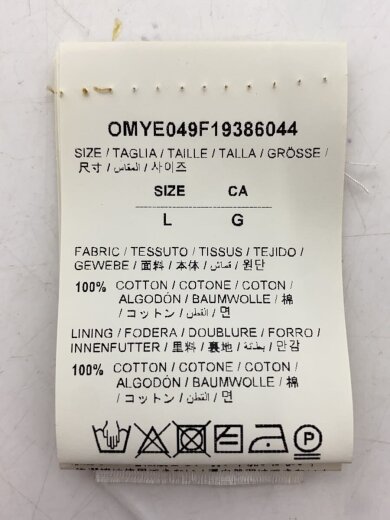 OMYE049F19386044
SIZE / TAGLIA / TAILLE / TALLA / GRÖSSE /
尺寸 / المقاس / 사이즈
SIZE CA
L G
FABRIC / TESSUTO / TISSUS / TEJIDO /
GEWEBE / 面料 / 本体 / قماش / 원단
100% COTTON / COTONE / COTON /
ALGODÓN / BAUMWOLLE / 棉
/ コットン / القطن / 면
LINING / FODERA / DOUBLURE / FORRO /
INNENFUTTER / 里料 / 裏地 / بطانة / 안감
100% COTTON / COTONE / COTON /
ALGODÓN / BAUMWOLLE / 棉
/ コットン / القطن / 면
P